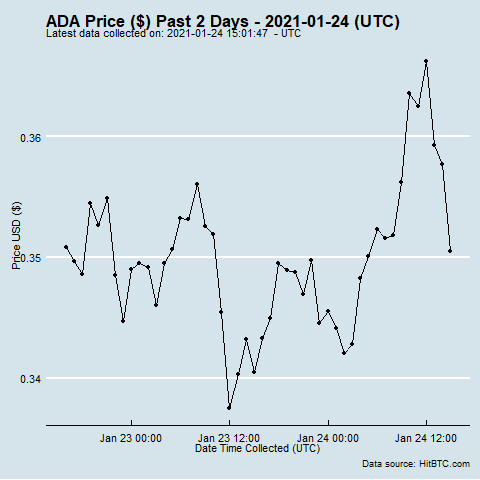 ADA Price ($) Past 2 Days - 2021-01-24 (UTC)
Latest data collected on: 2021-01-24 15:01:47 - UTC
0.36
0.35
0.34
Price USD ($)
Jan 23 00:00 Jan 23 12:00 Jan 24 00:00 Jan 24 12:00
Date Time Collected (UTC)
Data source: HitBTC.com